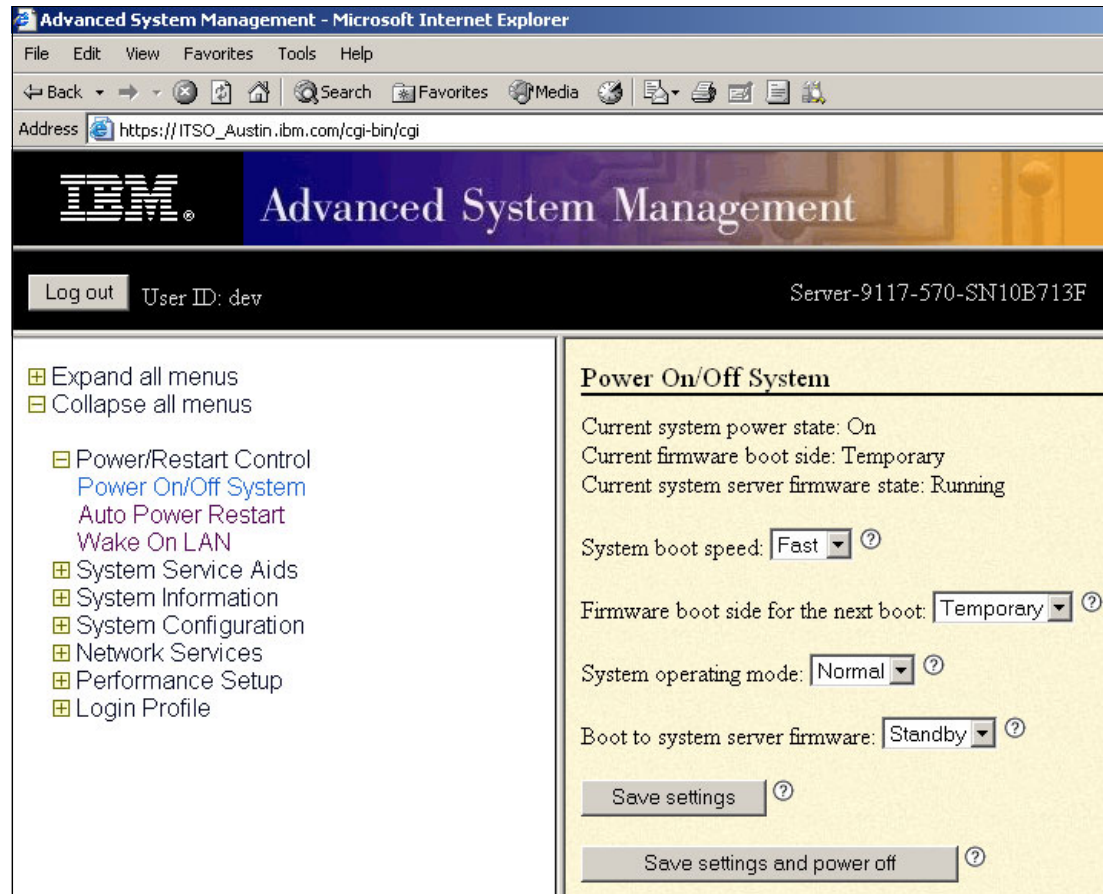 Advanced System Management - Microsoft Internet Explorer
File Edit View Favorites Tools Help
Back Search Favorites Media
Address https://ITSO_Austin.ibm.com/cgi-bin/cgi
IBM® Advanced System Management
Log out User ID: dev Server-9117-570-SN10B713F
Expand all menus
Collapse all menus
Power/Restart Control
Power On/Off System
Auto Power Restart
Wake On LAN
System Service Aids
System Information
System Configuration
Network Services
Performance Setup
Login Profile
Power On/Off System
Current system power state: On
Current firmware boot side: Temporary
Current system server firmware state: Running
System boot speed: Fast ?
Firmware boot side for the next boot: Temporary ?
System operating mode: Normal ?
Boot to system server firmware: Standby ?
Save settings ?
Save settings and power off ?